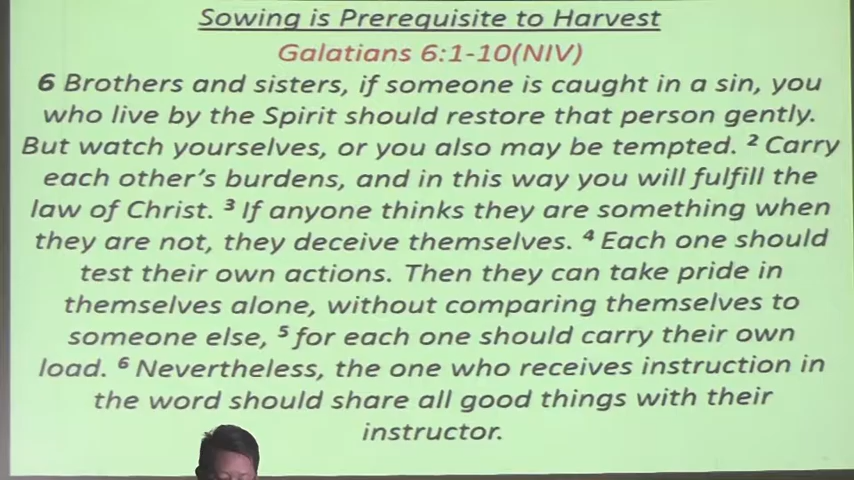 Sowing is Prerequisite to Harvest
Galatians 6:1-10(NIV)
6 Brothers and sisters, if someone is caught in a sin, you
who live by the Spirit should restore that person gently.
But watch yourselves, or you also may be tempted. ² Carry
each other’s burdens, and in this way you will fulfill the
law of Christ. ³ If anyone thinks they are something when
they are not, they deceive themselves. ⁴ Each one should
test their own actions. Then they can take pride in
themselves alone, without comparing themselves to
someone else, ⁵ for each one should carry their own
load. ⁶ Nevertheless, the one who receives instruction in
the word should share all good things with their
instructor.